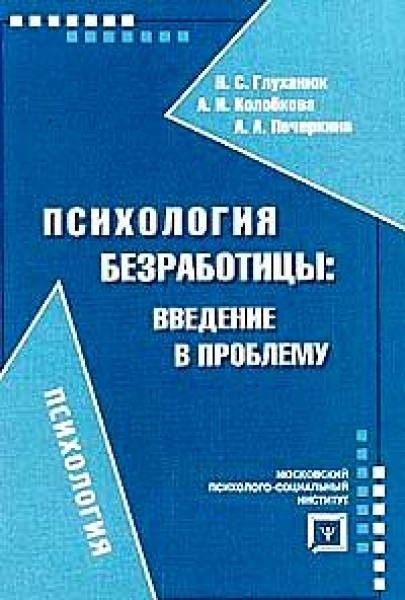 Н. С. Глуханюк
А. И. Колобкова
А. А. Печеркина
ПСИХОЛОГИЯ
БЕЗРАБОТИЦЫ:
ВВЕДЕНИЕ
В ПРОБЛЕМУ
ПСИХОЛОГИЯ
МОСКОВСКИЙ
ПСИХОЛОГО-СОЦИАЛЬНЫЙ
ИНСТИТУТ
Ψ